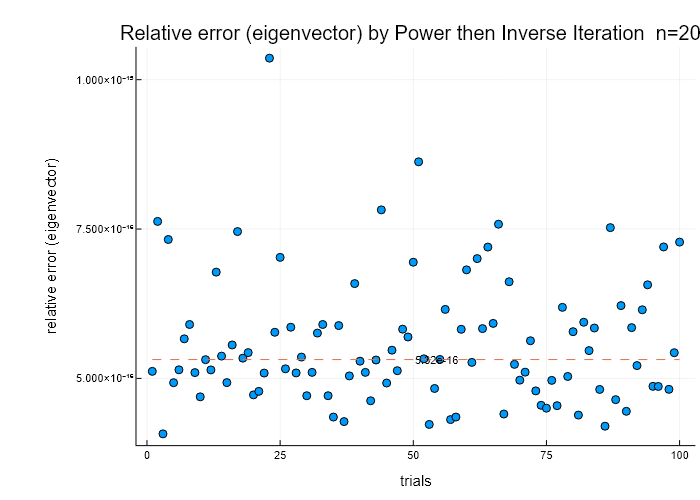 Relative error (eigenvector) by Power then Inverse Iteration n=20
relative error (eigenvector)
1.000×10⁻¹⁵
7.500×10⁻¹⁶
5.000×10⁻¹⁶
5.32e-16
0 25 50 75 100
trials